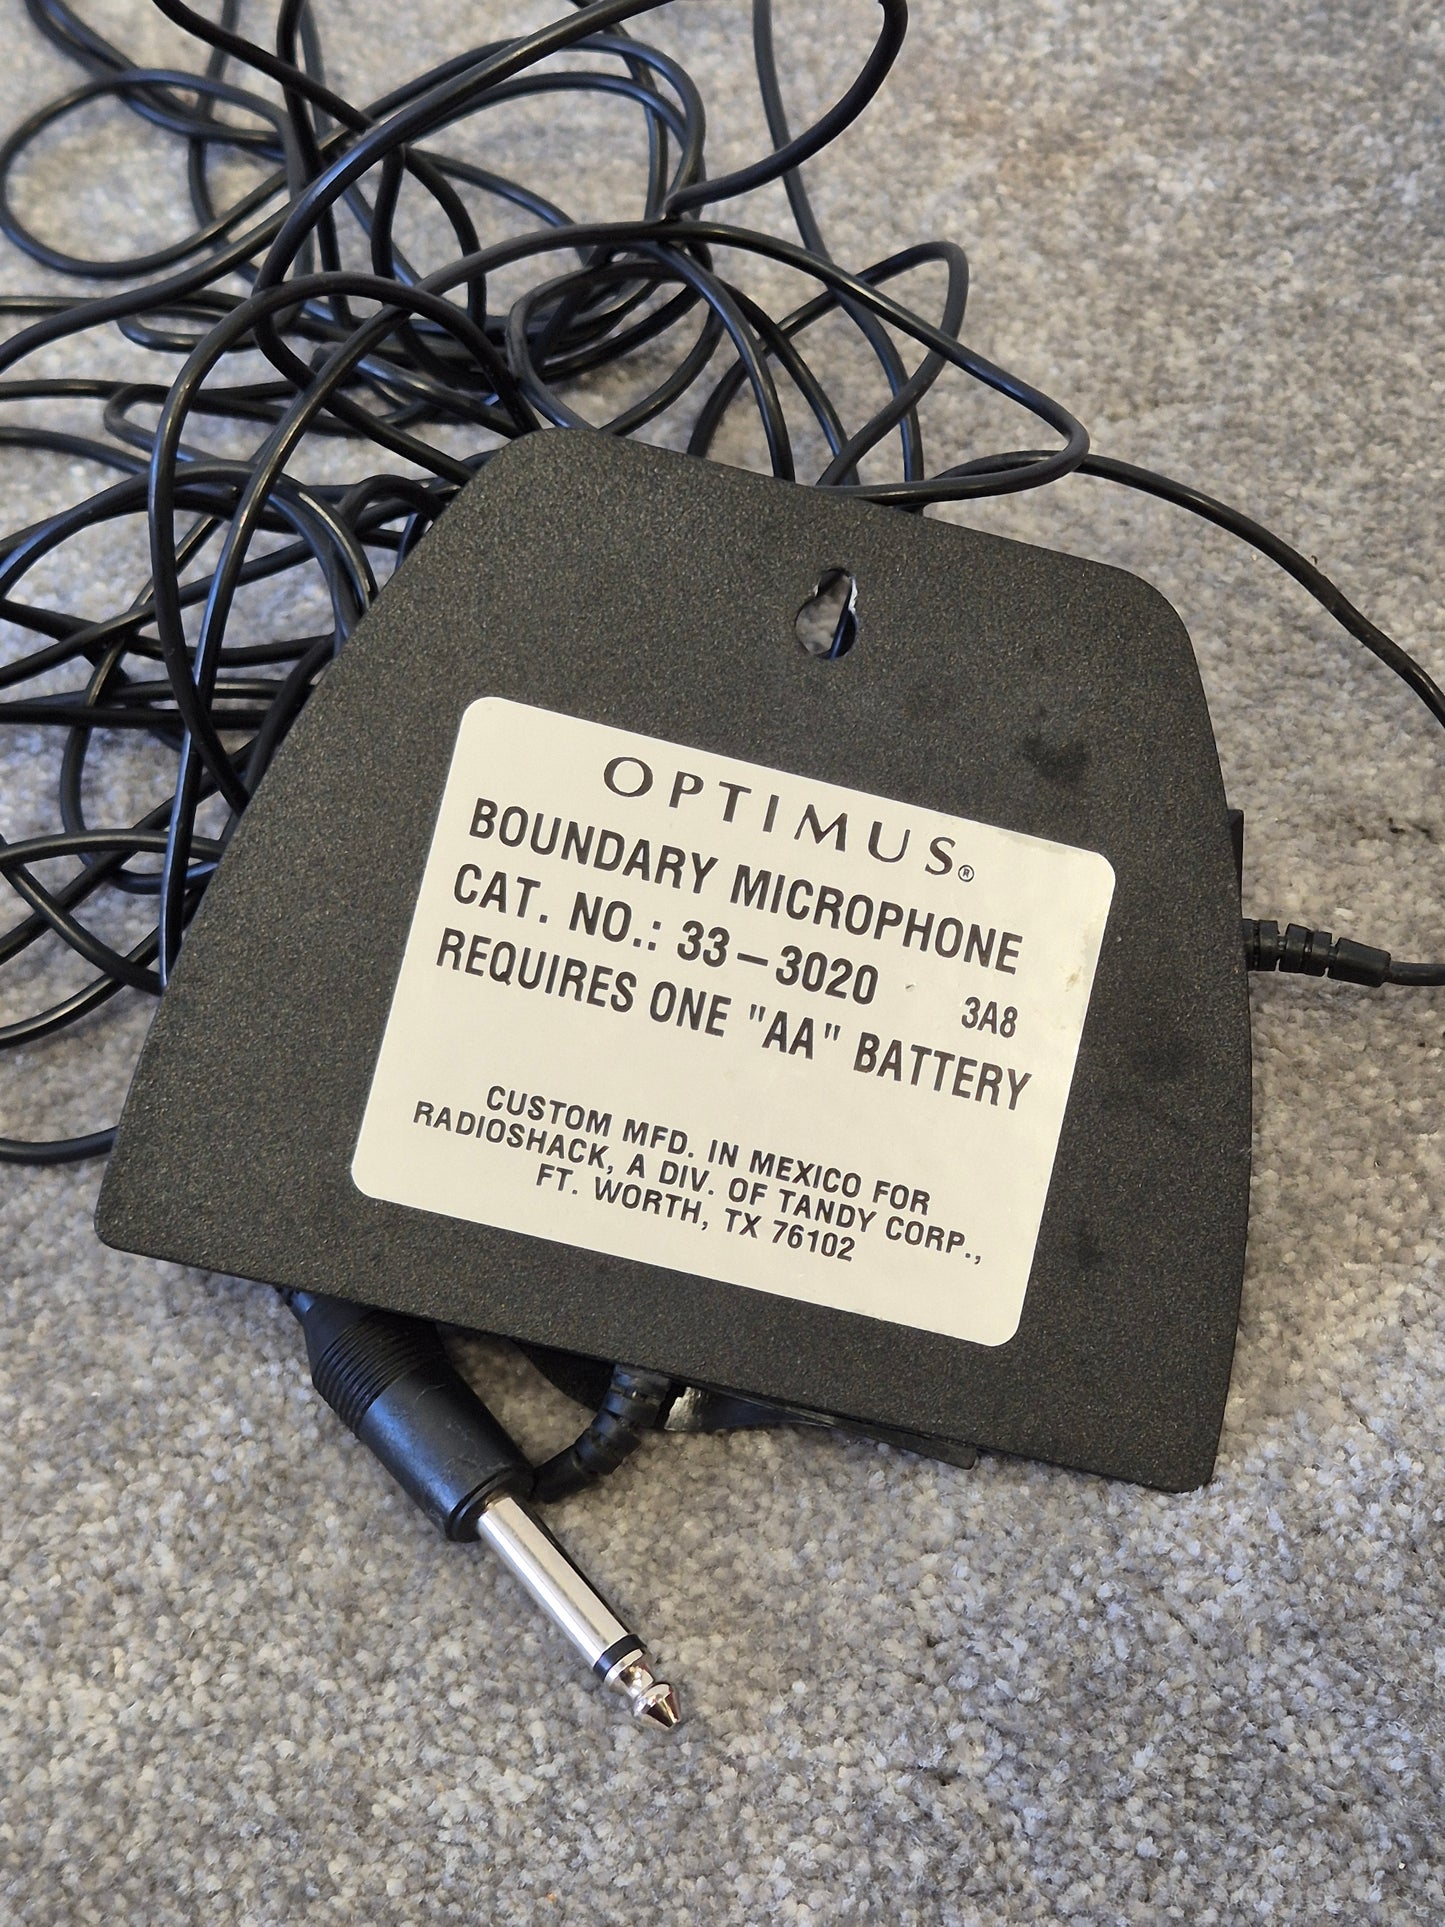 OPTIMUS®
BOUNDARY MICROPHONE
CAT. NO.: 33-3020 3A8
REQUIRES ONE "AA" BATTERY
CUSTOM MFD. IN MEXICO FOR
RADIOSHACK, A DIV. OF TANDY CORP.,
FT. WORTH, TX 76102